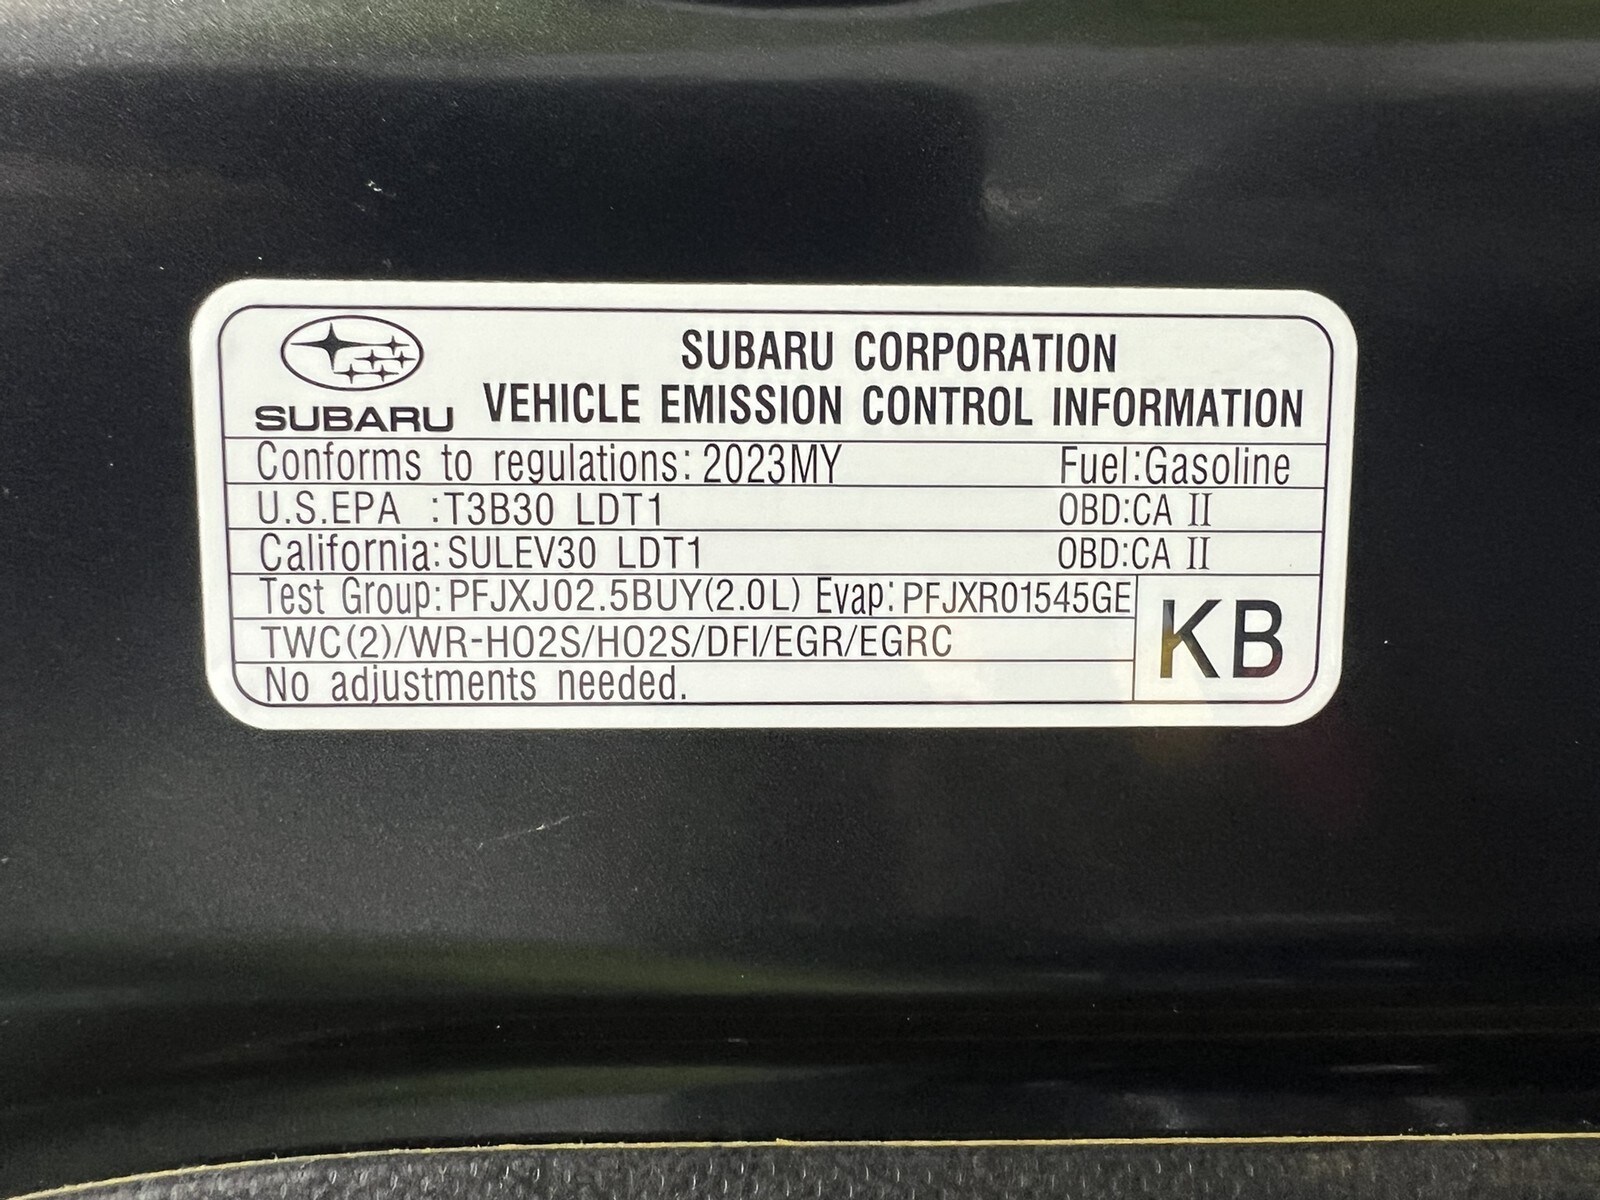 SUBARU
SUBARU CORPORATION
VEHICLE EMISSION CONTROL INFORMATION
Conforms to regulations: 2023MY Fuel:Gasoline
U.S.EPA :T3B30 LDT1 OBD:CA II
California:SULEV30 LDT1 OBD:CA II
Test Group:PFJXJ02.5BUY(2.0L) Evap:PFJXR01545GE
TWC(2)/WR-HO2S/HO2S/DFI/EGR/EGRC
No adjustments needed.
KB